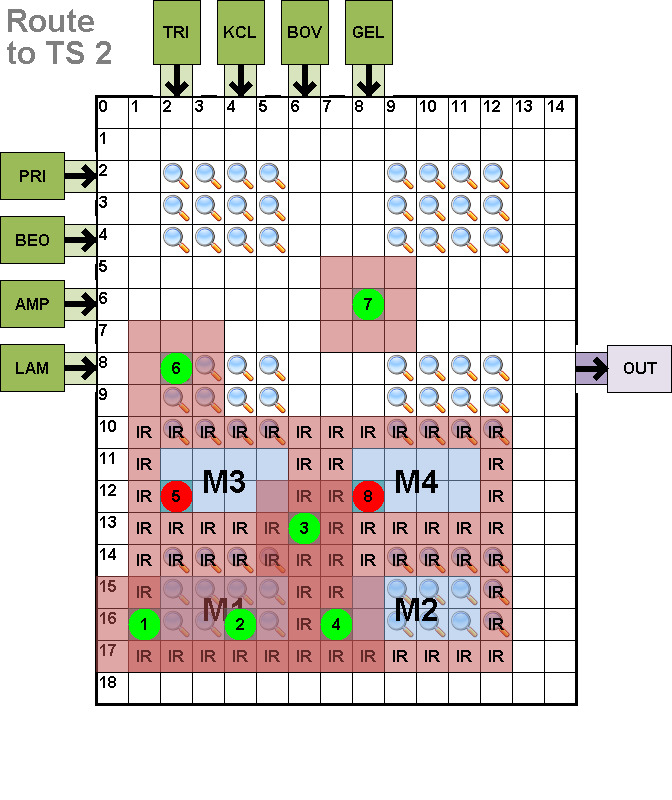 Route
to TS 2
TRI KCL BOV GEL
0 1 2 3 4 5 6 7 8 9 10 11 12 13 14
1
PRI 2
3
BEO 4
5
AMP 6 7
7
LAM 8 6 OUT
9
10 IR IR IR IR IR IR IR IR IR IR IR IR
11 IR IR IR IR
M3 M4
12 IR 5 IR IR 8 IR
13 IR IR IR IR IR 3 IR IR IR IR IR IR
14 IR IR IR IR IR IR IR IR IR IR IR IR
15 IR IR IR IR
M1 M2
16 1 2 IR 4 IR
17 IR IR IR IR IR IR IR IR IR IR IR IR
18